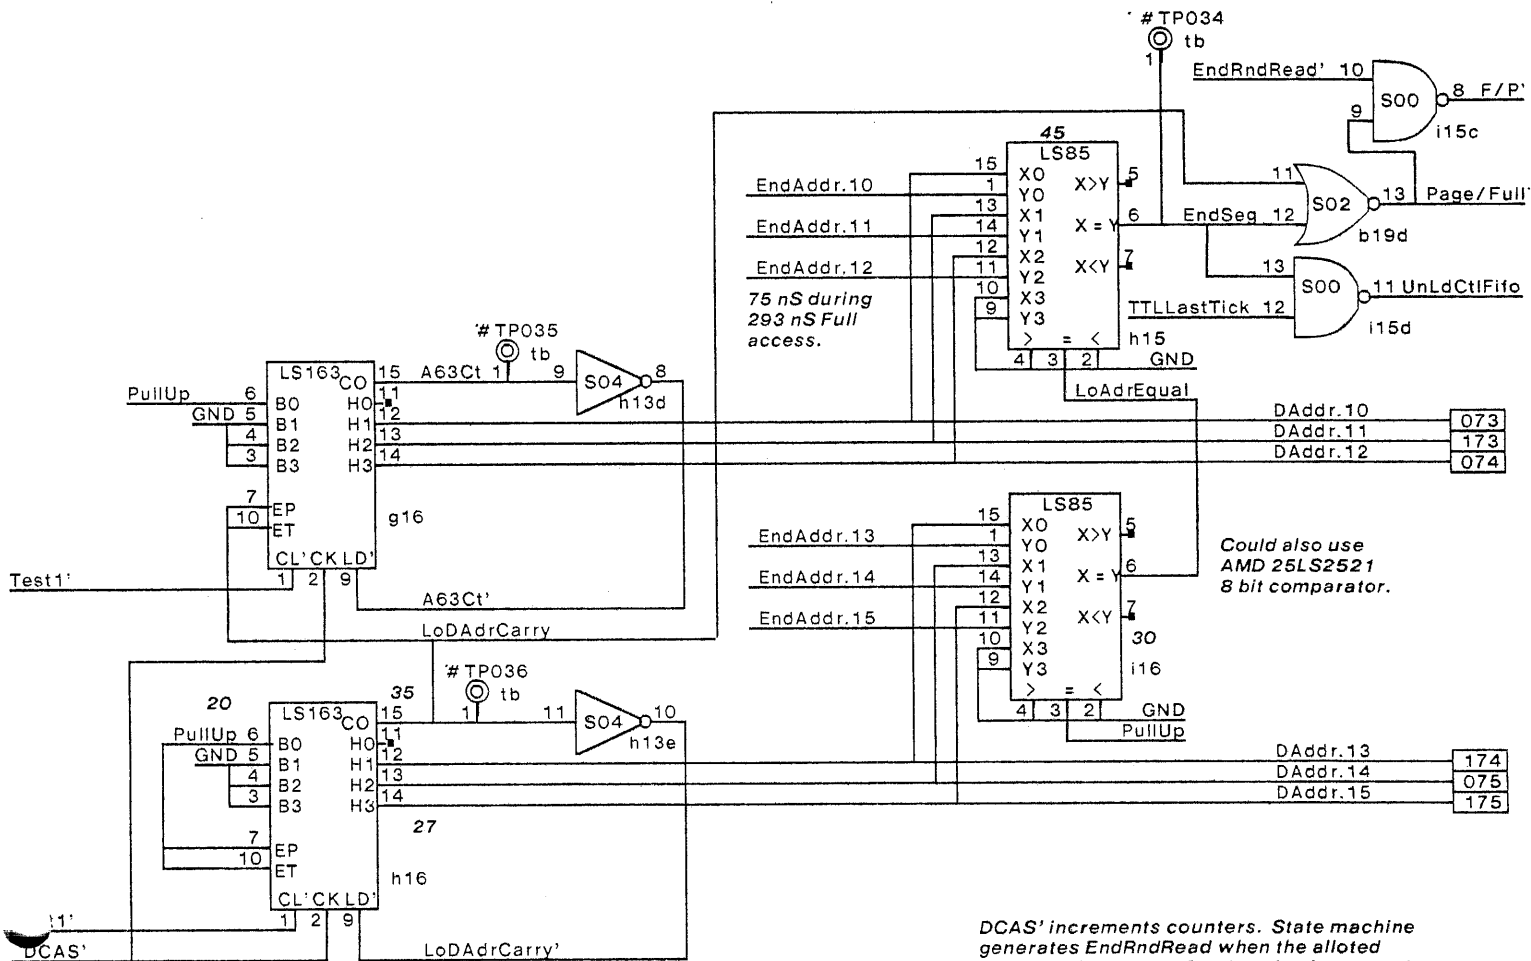 '# TP034
tb
1
EndRndRead' 10
9
S00
8 F/P'
i15c
45
LS85
15 X0
EndAddr.10 1 Y0
13 X1
EndAddr.11 14 Y1
12 X2
EndAddr.12 11 Y2
10 X3
9 Y3
X>Y 5
X = Y 6
X<Y 7
> = <
4 3 2
h15
GND
LoAdrEqual
EndSeg
11
12
S02
13 Page/Full'
b19d
13
TTLLastTick 12
S00
11 UnLdCtlFifo
i15d
75 nS during
293 nS Full
access.
'# TP035
tb
LS163
CO 15 A63Ct 1
9 S04 8
h13d
PullUp 6 B0
GND 5 B1
4 B2
3 B3
H0 11
H1 12
H2 13
H3 14
7 EP
10 ET
g16
CL' CK LD'
1 2 9
Test1'
A63Ct'
LoDAdrCarry
DAddr.10 073
DAddr.11 173
DAddr.12 074
LS85
15 X0
EndAddr.13 1 Y0
13 X1
EndAddr.14 14 Y1
12 X2
EndAddr.15 11 Y2
10 X3
9 Y3
X>Y 5
X = Y 6
X<Y 7
30
i16
> = <
4 3 2
GND
PullUp
Could also use
AMD 25LS2521
8 bit comparator.
'# TP036
tb
20
35
LS163
CO 15
1
11 S04 10
h13e
PullUp 6 B0
GND 5 B1
4 B2
3 B3
H0 11
H1 12
H2 13
H3 14
27
7 EP
10 ET
h16
CL' CK LD'
1 2 9
1'
DCAS'
LoDAdrCarry'
DAddr.13 174
DAddr.14 075
DAddr.15 175
DCAS' increments counters. State machine
generates EndRndRead when the alloted